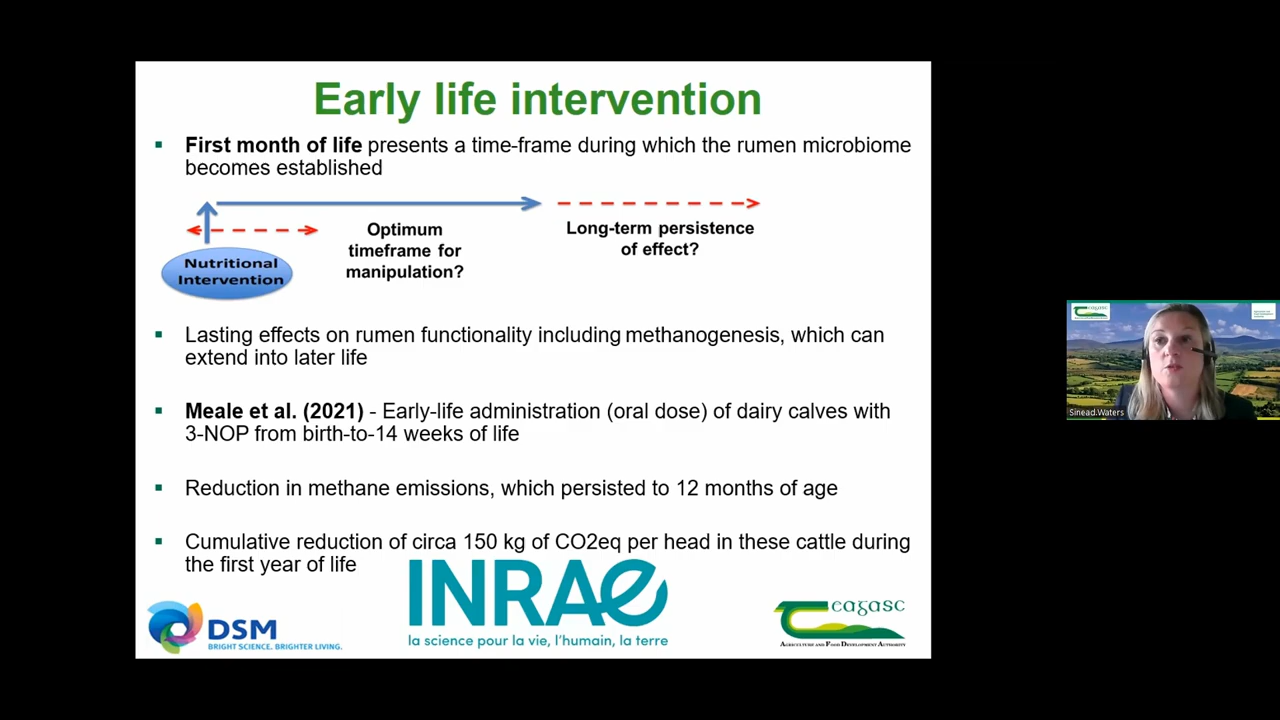 Early life intervention
▪ First month of life presents a time-frame during which the rumen microbiome
becomes established
Optimum
timeframe for
manipulation?
Long-term persistence
of effect?
Nutritional
Intervention
▪ Lasting effects on rumen functionality including methanogenesis, which can
extend into later life
▪ Meale et al. (2021) - Early-life administration (oral dose) of dairy calves with
3-NOP from birth-to-14 weeks of life
▪ Reduction in methane emissions, which persisted to 12 months of age
▪ Cumulative reduction of circa 150 kg of CO2eq per head in these cattle during
the first year of life
DSM
BRIGHT SCIENCE. BRIGHTER LIVING.
INRAE
la science pour la vie, l'humain, la terre
eagasc
AGRICULTURE AND FOOD DEVELOPMENT AUTHORITY
Sinead.Waters